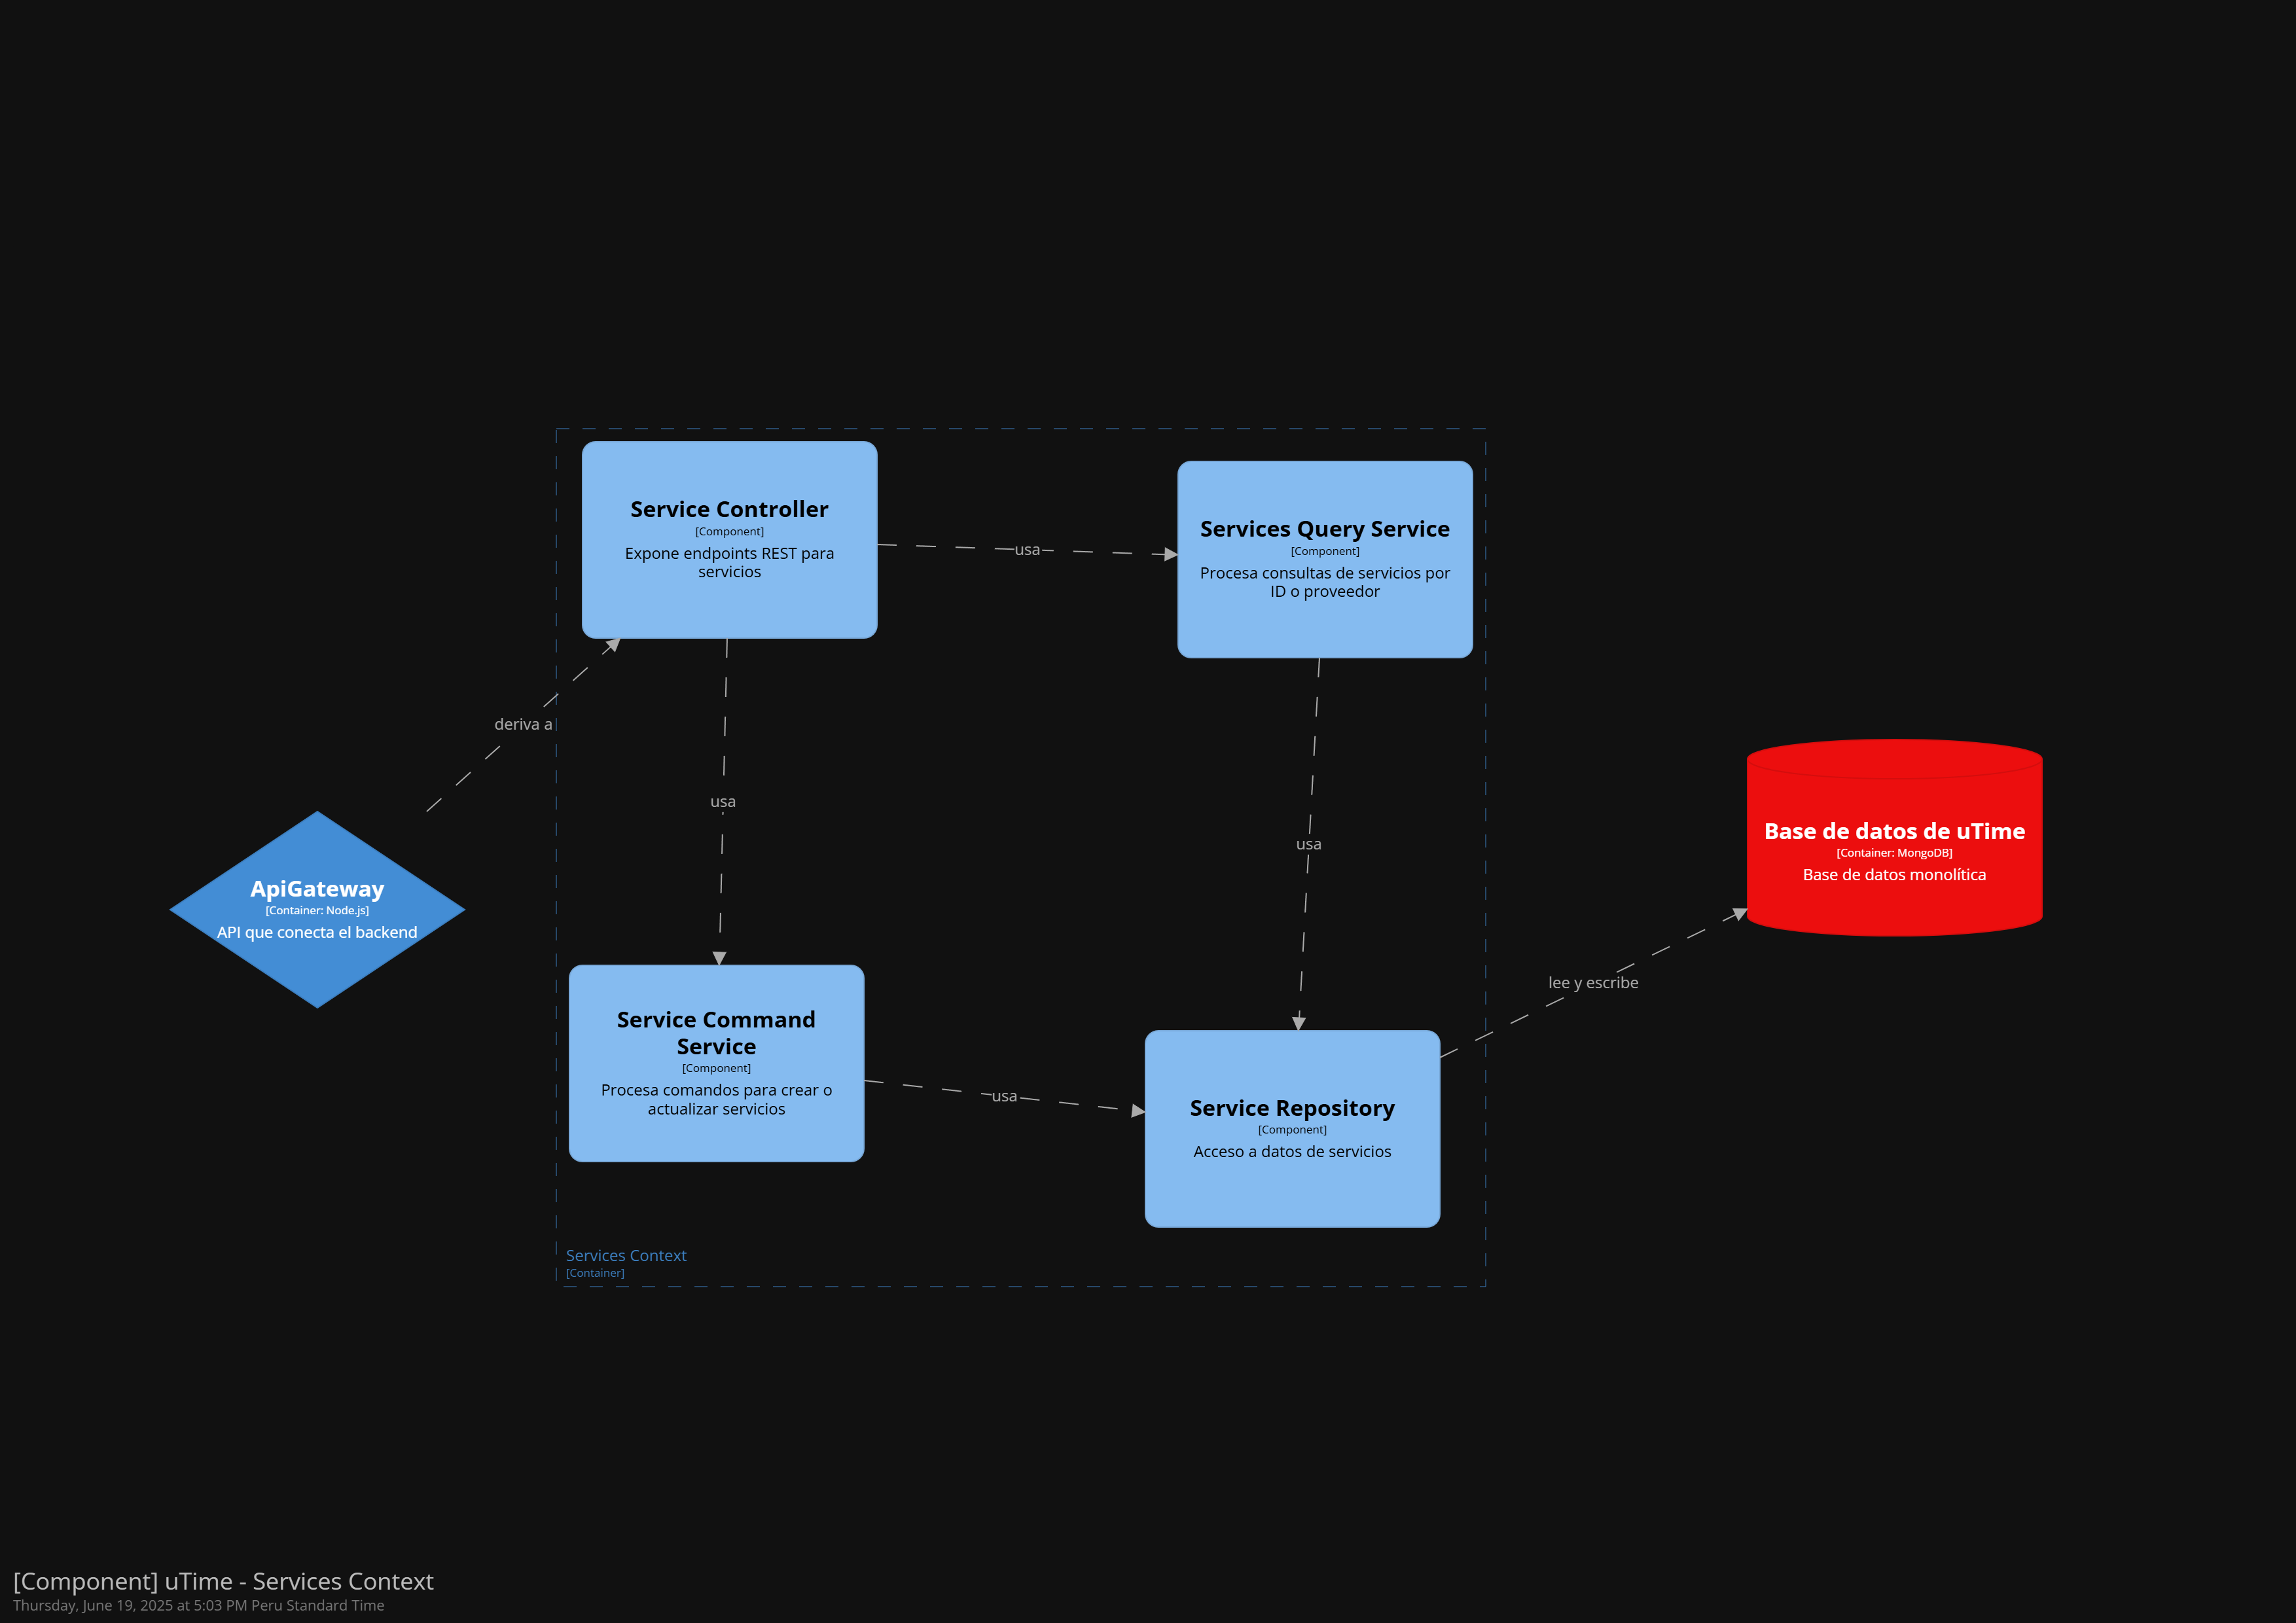 Service Controller
[Component]
Expone endpoints REST para
servicios
usa
Services Query Service
[Component]
Procesa consultas de servicios por
ID o proveedor
deriva a
usa
usa
ApiGateway
[Container: Node.js]
API que conecta el backend
Base de datos de uTime
[Container: MongoDB]
Base de datos monolítica
lee y escribe
Service Command
Service
[Component]
Procesa comandos para crear o
actualizar servicios
usa
Service Repository
[Component]
Acceso a datos de servicios
Services Context
[Container]
[Component] uTime - Services Context
Thursday, June 19, 2025 at 5:03 PM Peru Standard Time